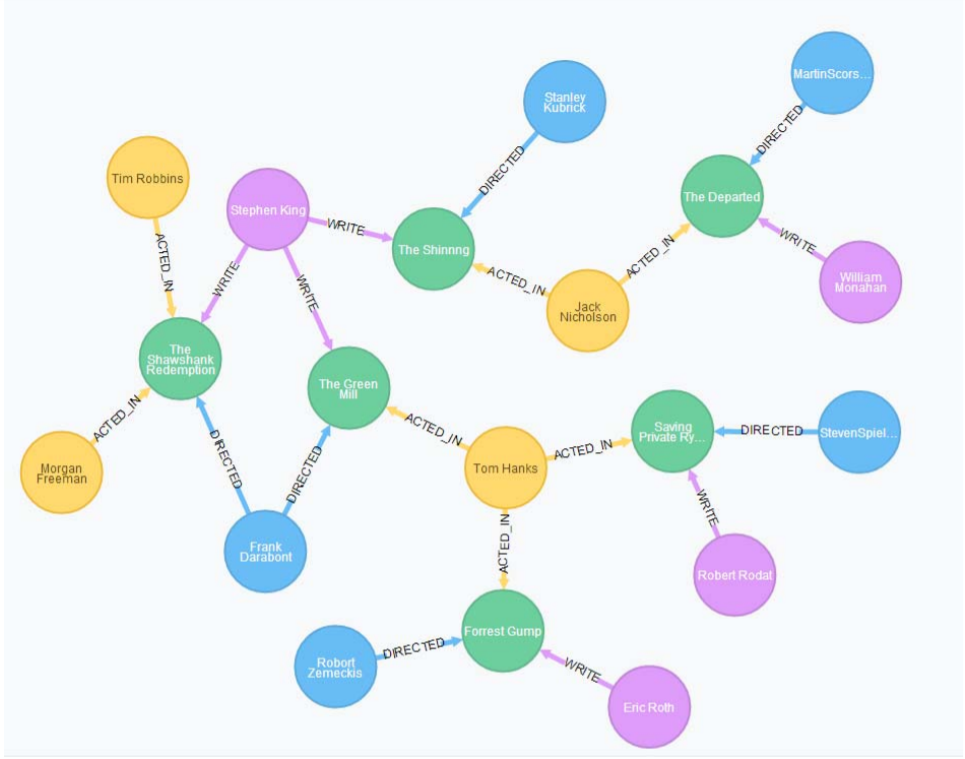 MartinScors...
Stanley
Kubrick
DIRECTED
DIRECTED
Tim Robbins
The Departed
Stephen King
WRITE
The Shinnng
WRITE
ACTED_IN
ACTED_IN
ACTED_IN
William
Monahan
WRITE
WRITE
Jack
Nicholson
The
Shawshank
Redemption
The Green
Mill
ACTED_IN
ACTED_IN
Saving
Private Ry...
DIRECTED
StevenSpiel...
ACTED_IN
Morgan
Freeman
DIRECTED
DIRECTED
Tom Hanks
WRITE
ACTED_IN
Frank
Darabont
Robert Rodat
Forrest Gump
DIRECTED
Robort
Zemeckis
WRITE
Eric Roth